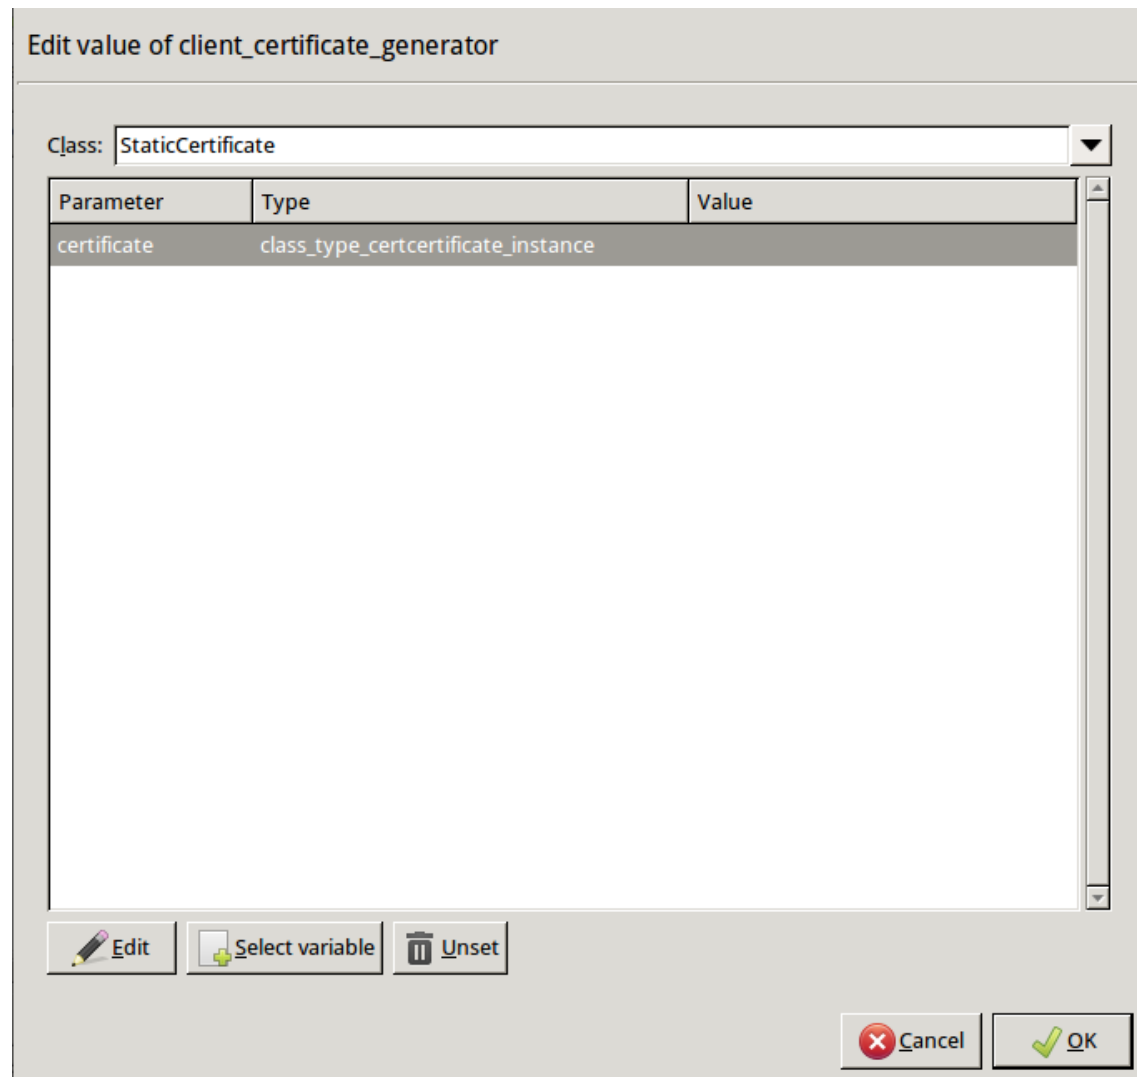 Edit value of client_certificate_generator
Class: StaticCertificate
Parameter Type Value
certificate class_type_certcertificate_instance
Edit Select variable Unset
Cancel OK